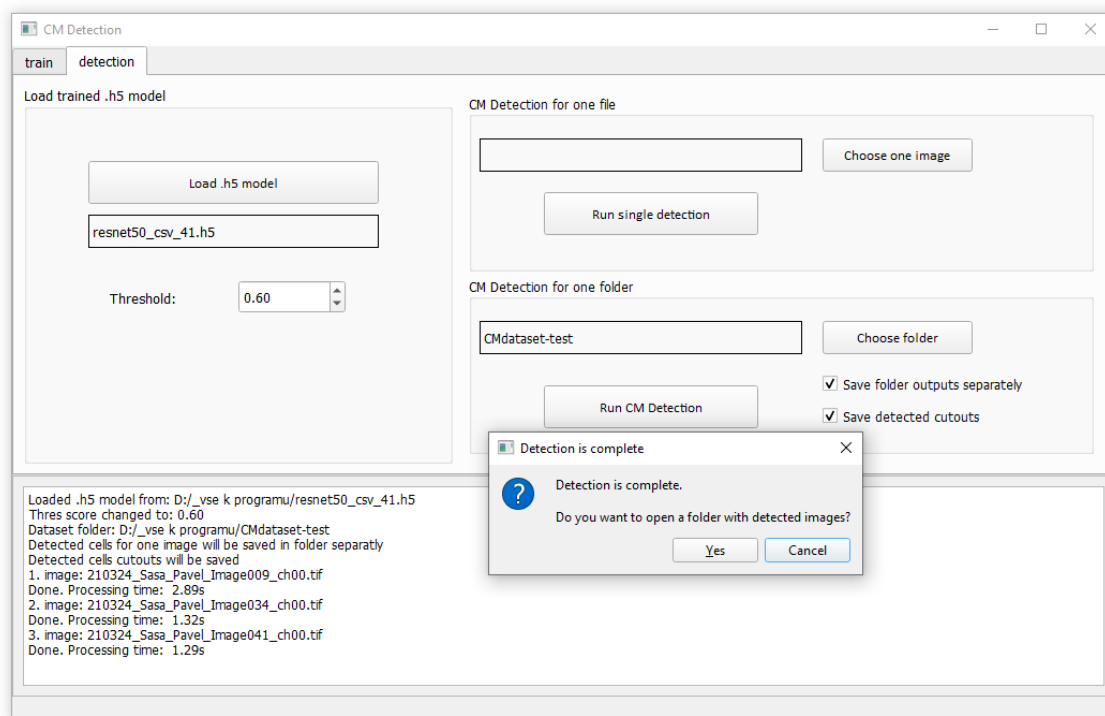 CM Detection
train
detection
Load trained .h5 model
Load .h5 model
resnet50_csv_41.h5
Threshold:
0.60
CM Detection for one file
Choose one image
Run single detection
CM Detection for one folder
CMdataset-test
Choose folder
Save folder outputs separately
Run CM Detection
Save detected cutouts
Detection is complete
Detection is complete.
Do you want to open a folder with detected images?
Yes
Cancel
Loaded .h5 model from: D:/_vse k programu/resnet50_csv_41.h5
Thres score changed to: 0.60
Dataset folder: D:/_vse k programu/CMdataset-test
Detected cells for one image will be saved in folder separatly
Detected cells cutouts will be saved
1. image: 210324_Sasa_Pavel_Image009_ch00.tif
Done. Processing time:  2.89s
2. image: 210324_Sasa_Pavel_Image034_ch00.tif
Done. Processing time:  1.32s
3. image: 210324_Sasa_Pavel_Image041_ch00.tif
Done. Processing time:  1.29s